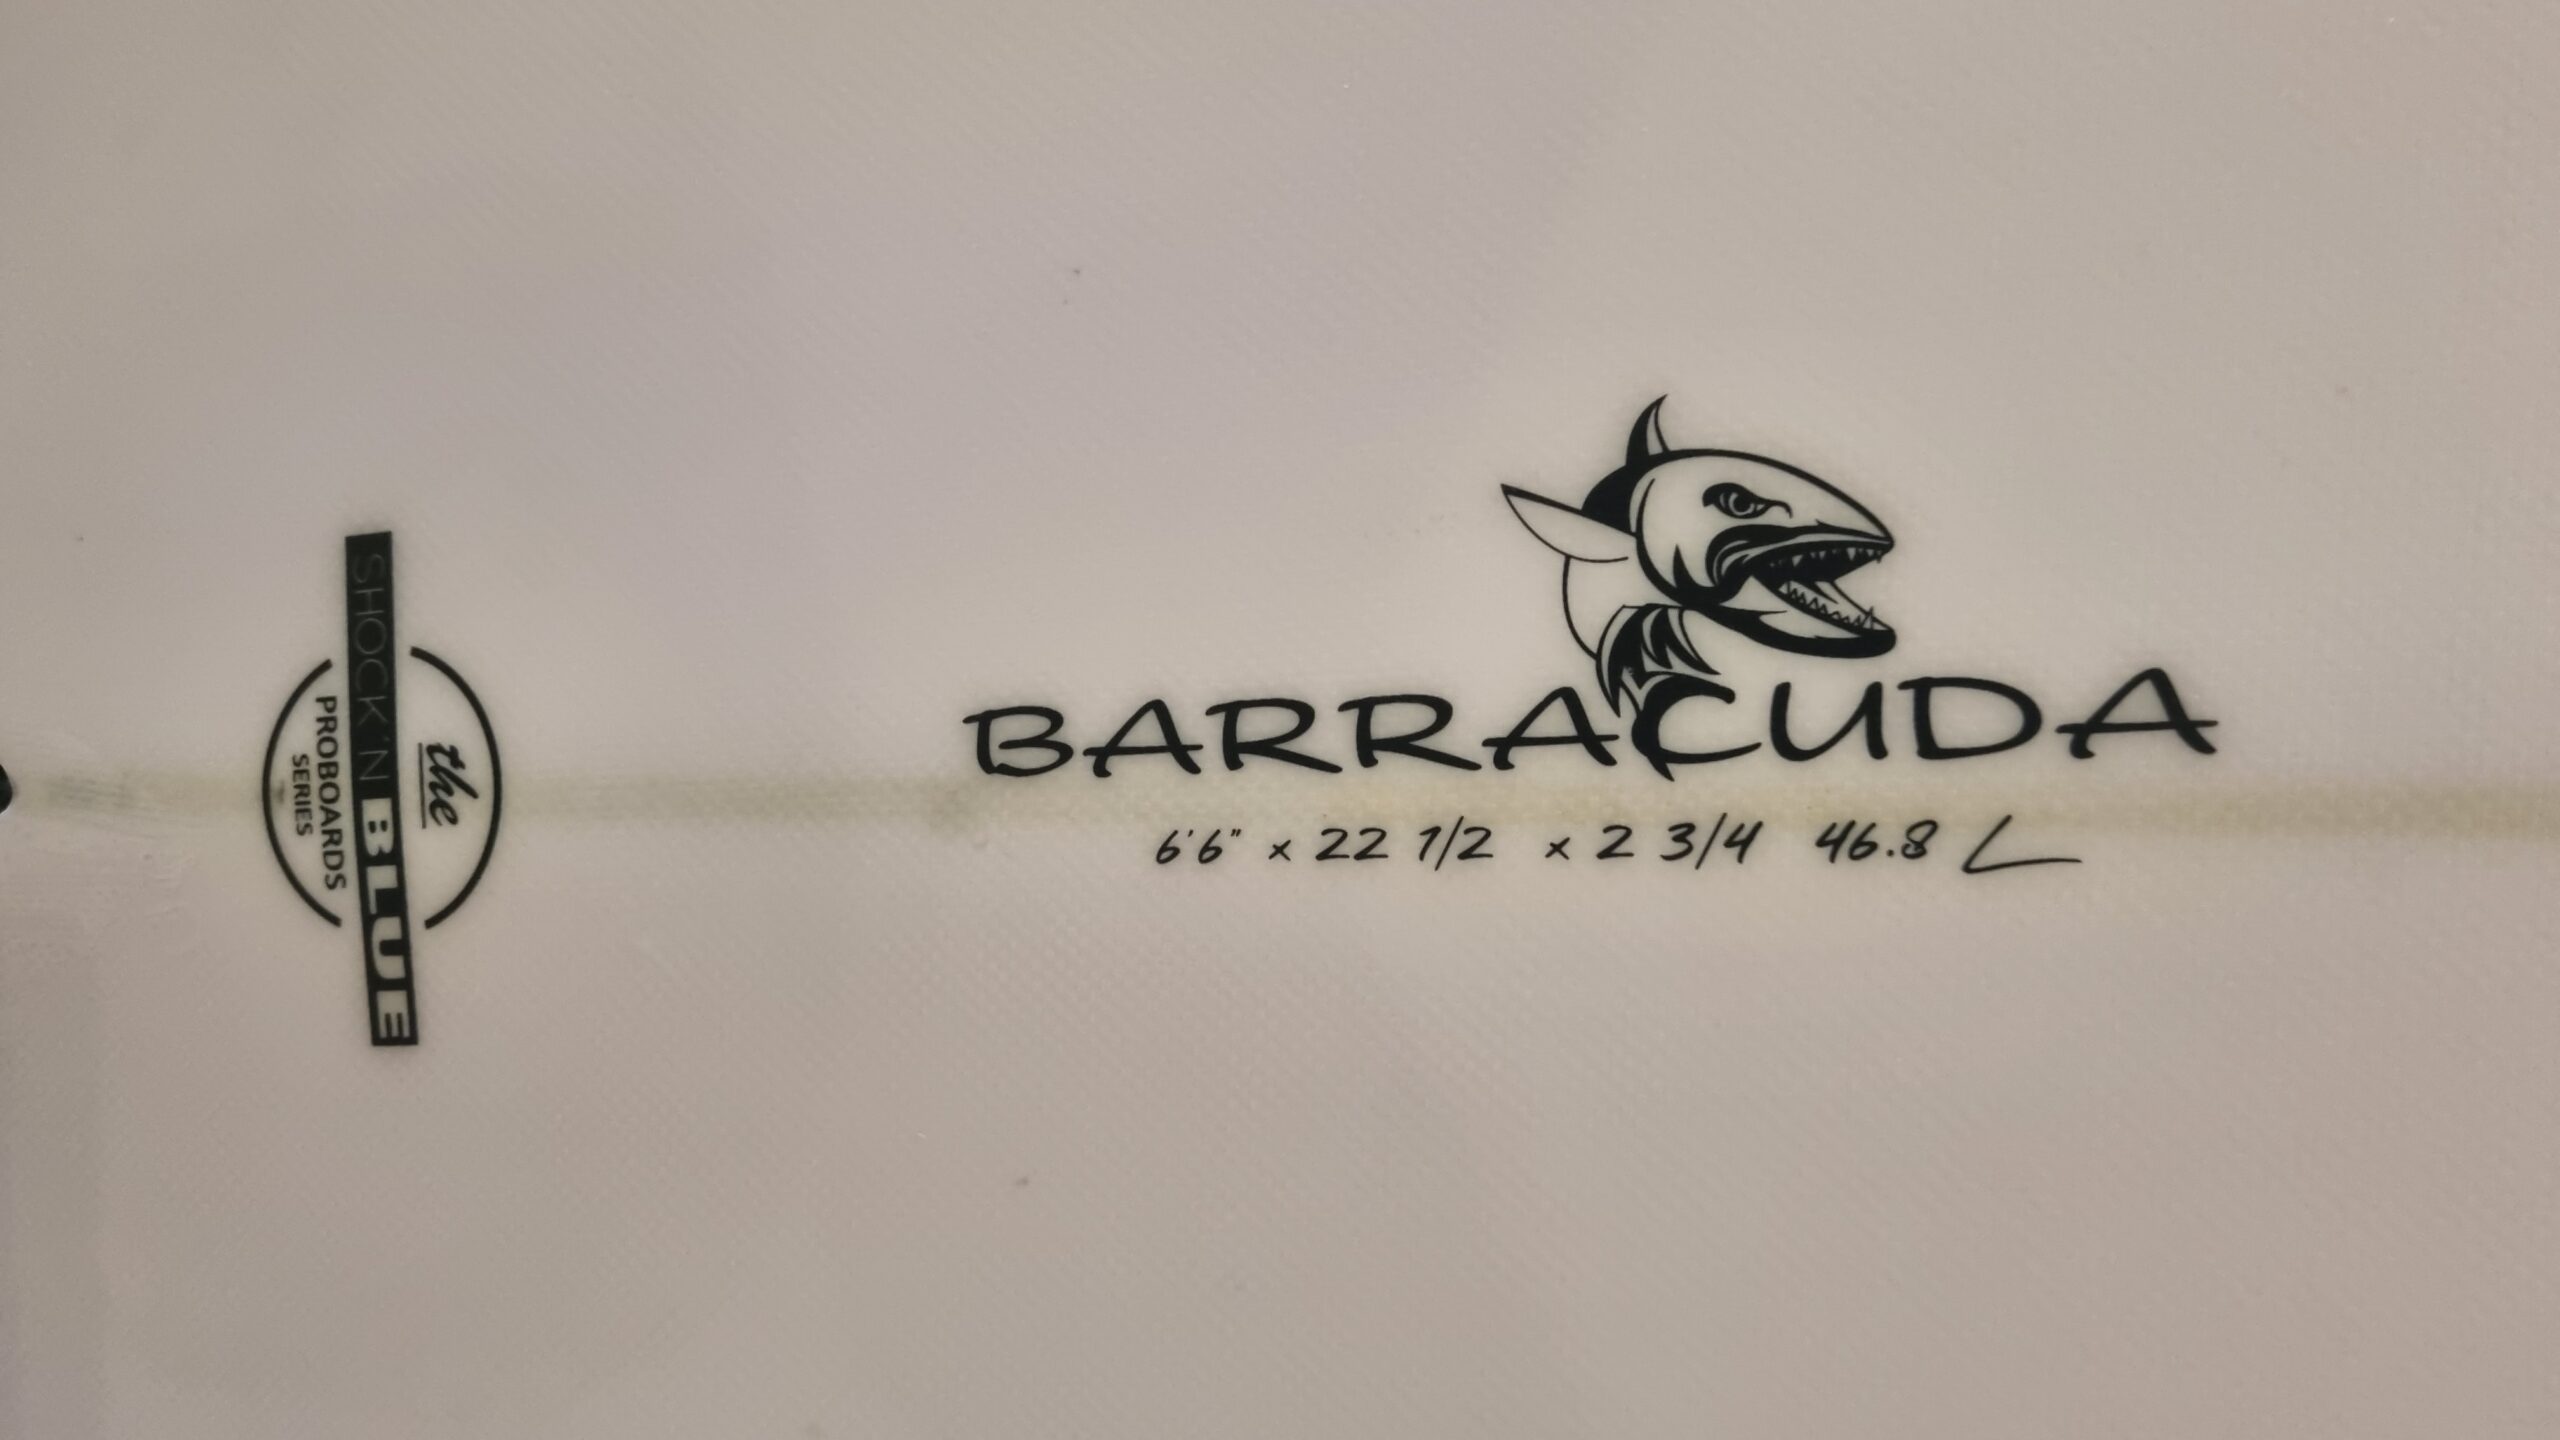 the
SHOCK'N BLUE
PROBOARDS
SERIES
BARRACUDA
6'6" x 22 1/2 x 2 3/4 46.8 L